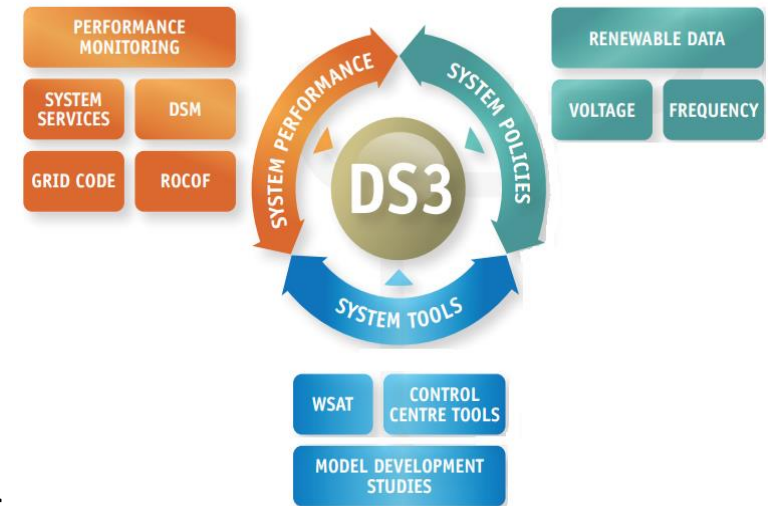 PERFORMANCE
MONITORING
SYSTEM
SERVICES
DSM
GRID CODE
ROCOF
SYSTEM PERFORMANCE
SYSTEM POLICIES
DS3
SYSTEM TOOLS
RENEWABLE DATA
VOLTAGE
FREQUENCY
WSAT
CONTROL
CENTRE TOOLS
MODEL DEVELOPMENT
STUDIES